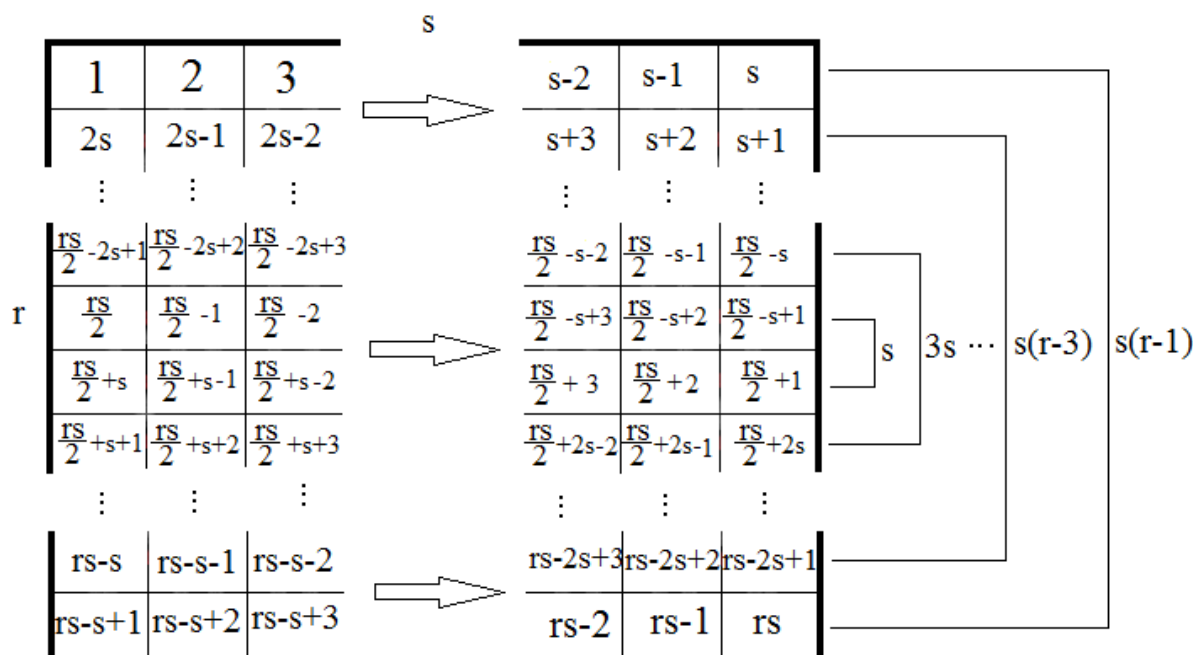 s
1 2 3 s-2 s-1 s
2s 2s-1 2s-2 s+3 s+2 s+1
⋮ ⋮ ⋮ ⋮ ⋮ ⋮
rs/2 -2s+1 rs/2 -2s+2 rs/2 -2s+3 rs/2 -s-2 rs/2 -s-1 rs/2 -s
r rs/2 rs/2 -1 rs/2 -2 rs/2 -s+3 rs/2 -s+2 rs/2 -s+1
s 3s ⋯ s(r-3) s(r-1)
rs/2 +s rs/2 +s-1 rs/2 +s-2 rs/2 + 3 rs/2 +2 rs/2 +1
rs/2 +s+1 rs/2 +s+2 rs/2 +s+3 rs/2 +2s-2 rs/2 +2s-1 rs/2 +2s
⋮ ⋮ ⋮ ⋮ ⋮ ⋮
rs-s rs-s-1 rs-s-2 rs-2s+3 rs-2s+2 rs-2s+1
rs-s+1 rs-s+2 rs-s+3 rs-2 rs-1 rs